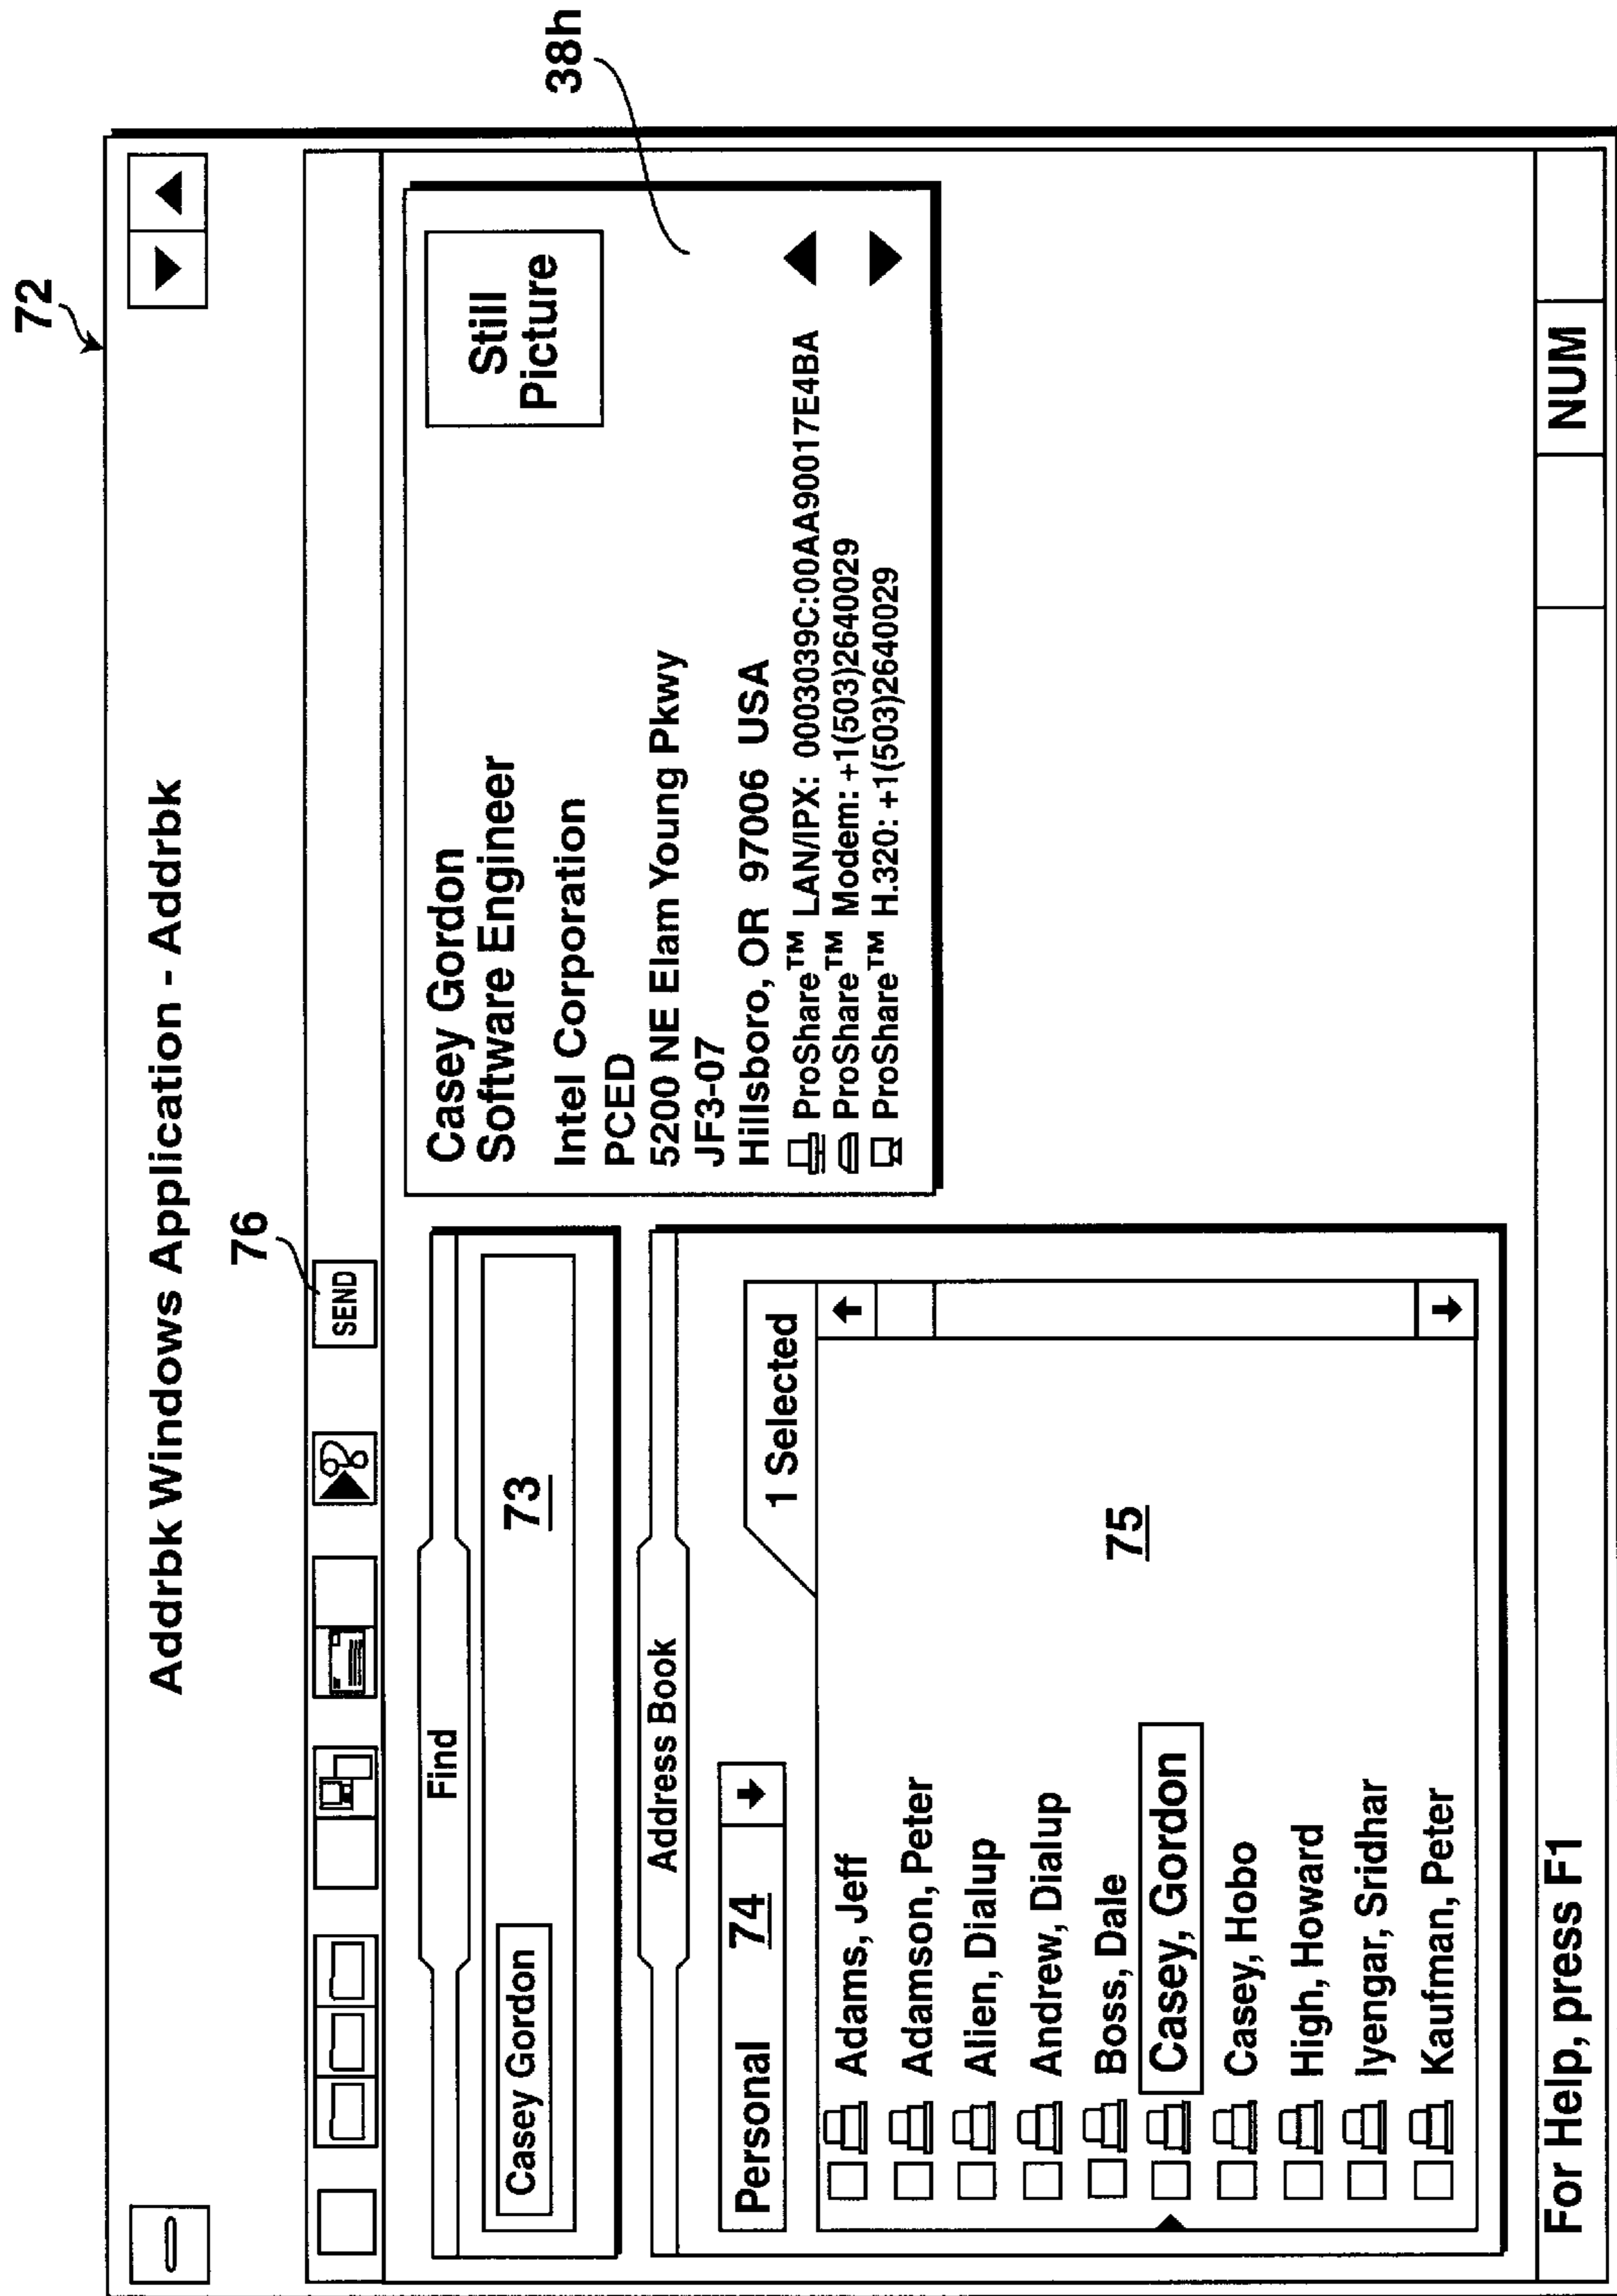 72
Addrbk Windows Application - Addrbk
76
SEND
38h
Find
Casey Gordon
73
Address Book
Personal
74
1 Selected
Adams, Jeff
Adamson, Peter
Allen, Dialup
Andrew, Dialup
Boss, Dale
Casey, Gordon
Casey, Hobo
High, Howard
Iyengar, Sridhar
Kaufman, Peter
75
Casey Gordon
Software Engineer
Still
Picture
Intel Corporation
PCED
5200 NE Elam Young Pkwy
JF3-07
Hillsboro, OR 97006 USA
ProShare™ LAN/IPX: 0003039C:00AA90017E4BA
ProShare™ Modem: +1(503)2640029
ProShare™ H.320: +1(503)2640029
For Help, press F1
NUM